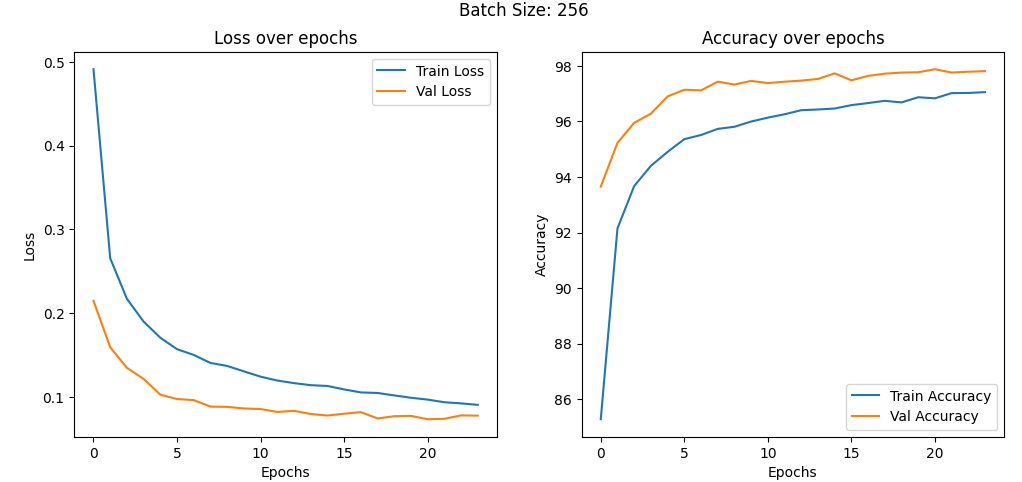 Batch Size: 256
Loss over epochs
Train Loss
Val Loss
0.5
0.4
0.3
0.2
0.1
Loss
0 5 10 15 20
Epochs
Accuracy over epochs
98
96
94
92
90
88
86
Accuracy
Train Accuracy
Val Accuracy
0 5 10 15 20
Epochs